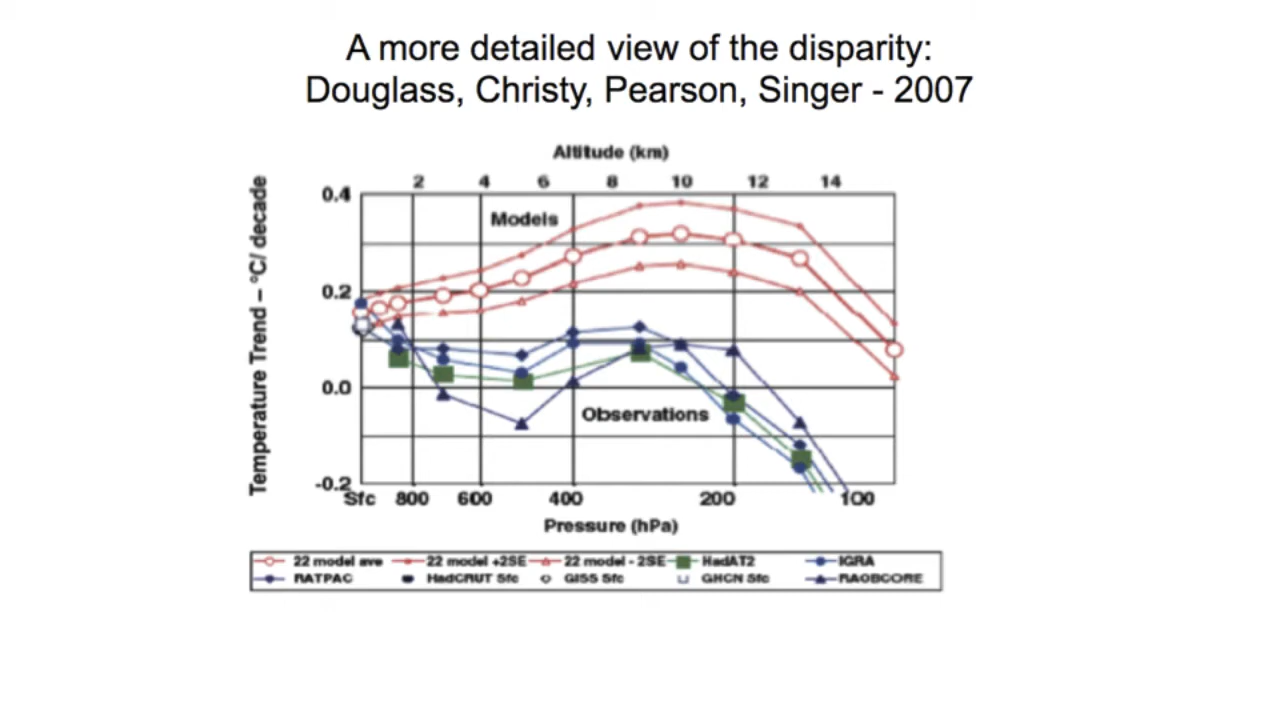 A more detailed view of the disparity:
Douglass, Christy, Pearson, Singer - 2007
Altitude (km)
2 4 6 8 10 12 14
Temperature Trend – °C/ decade
0.4
0.2
0.0
-0.2
Models
Observations
Sfc 800 600 400 200 100
Pressure (hPa)
22 model ave 22 model +2SE 22 model - 2SE HadAT2 IGRA
RATPAC HadCRUT Sfc GISS Sfc GHCN Sfc RAOBCORE